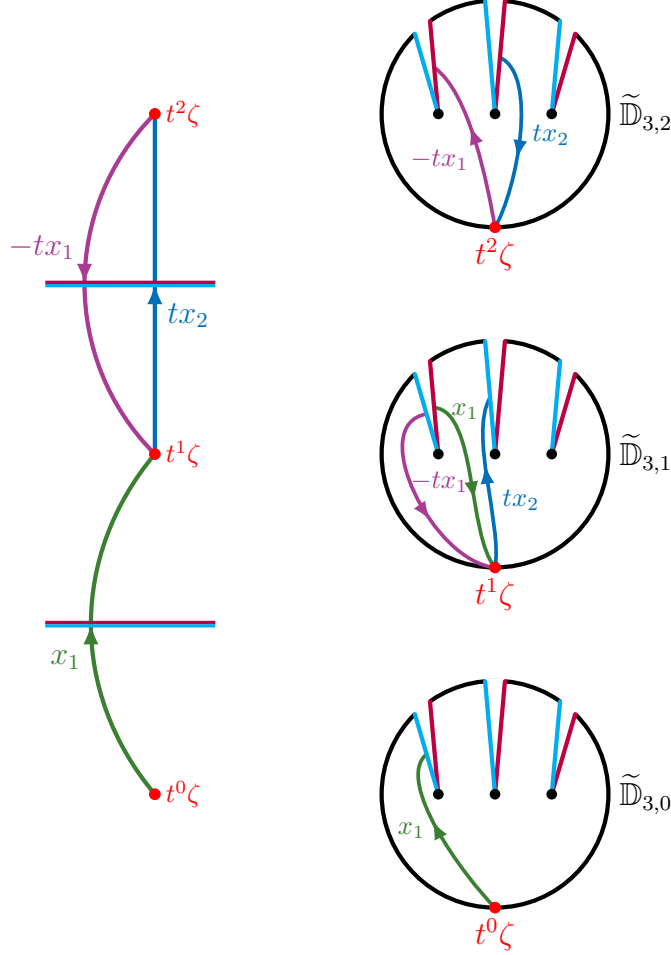 t²ζ
−tx₁
tx₂
t¹ζ
x₁
t⁰ζ
−tx₁
tx₂
𝔻̃₃,₂
t²ζ
x₁
−tx₁
tx₂
𝔻̃₃,₁
t¹ζ
x₁
𝔻̃₃,₀
t⁰ζ